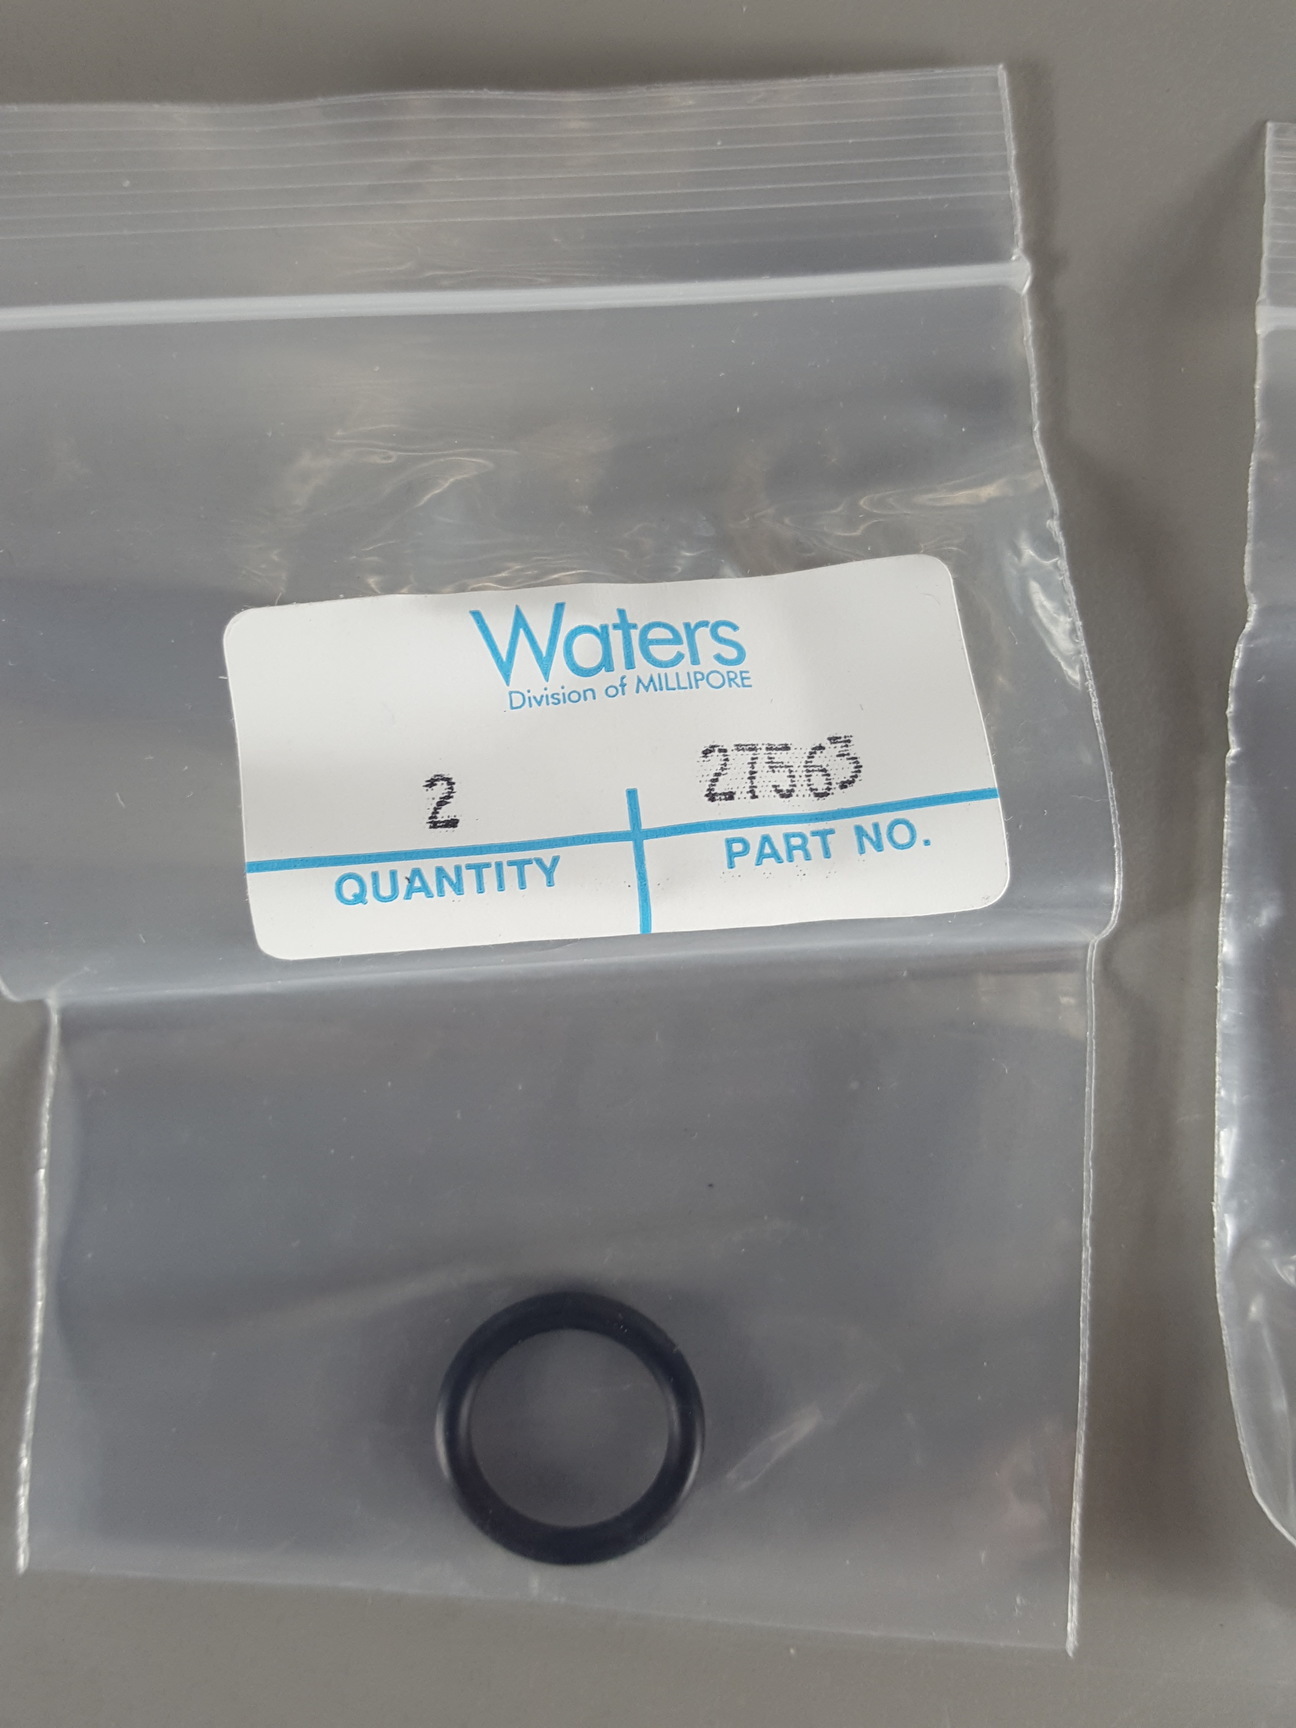 Waters
Division of MILLIPORE
2 27563
QUANTITY PART NO.